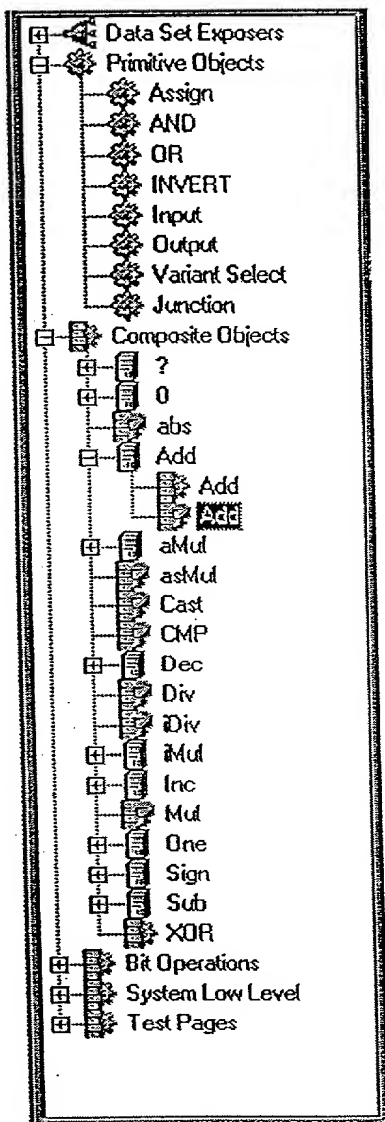 Data Set Exposers
Primitive Objects
Assign
AND
OR
INVERT
Input
Output
Variant Select
Junction
Composite Objects
?
0
abs
Add
Add
Add
aMul
asMul
Cast
CMP
Dec
Div
iDiv
iMul
Inc
Mul
One
Sign
Sub
XOR
Bit Operations
System Low Level
Test Pages